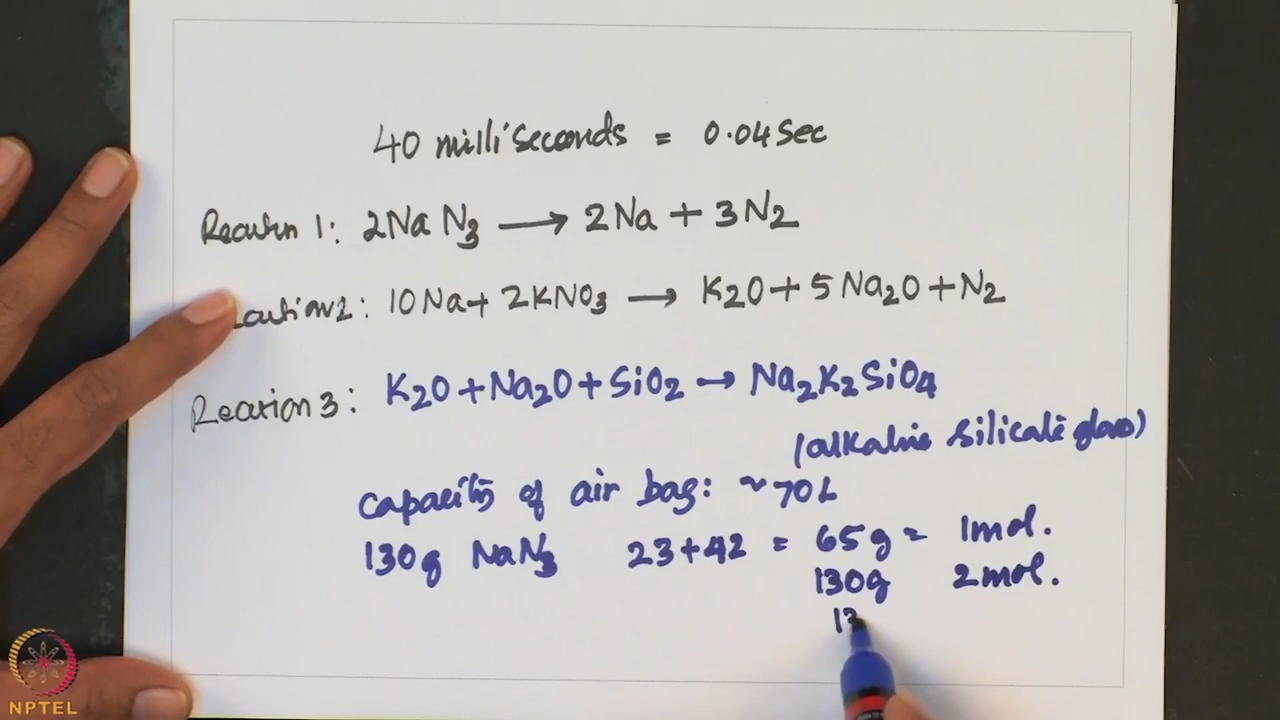 40 milliseconds = 0.04 Sec
Reaction 1: 2NaN3 → 2Na + 3N2
eaction2: 10Na+ 2KNO3 → K2O + 5Na2O + N2
Reaction 3: K2O + Na2O + SiO2 → Na2K2SiO4
(alkaline silicate glass)
capacity of air bag: ~70L
130g NaN3 23+42 = 65g = 1mol.
130g 2mol.
13
NPTEL